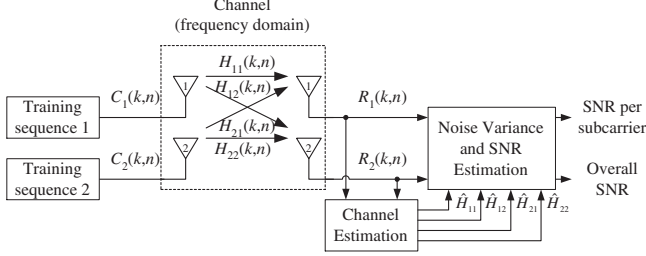 Channel
(frequency domain)
H₁₁(k,n)
C₁(k,n)
1
1
H₁₂(k,n)
R₁(k,n)
Training
sequence 1
SNR per
subcarrier
Noise Variance
and SNR
Estimation
H₂₁(k,n)
C₂(k,n)
2
2
H₂₂(k,n)
R₂(k,n)
Training
sequence 2
Overall
SNR
Channel
Estimation
Ĥ₁₁ Ĥ₁₂ Ĥ₂₁ Ĥ₂₂